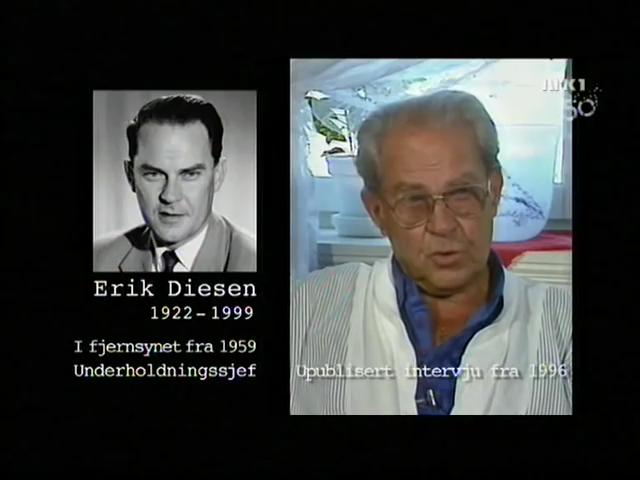 NRK1
50
Erik Diesen
1922-1999
I fjernsynet fra 1959
Underholdningssjef
Upublisert intervju fra 1996